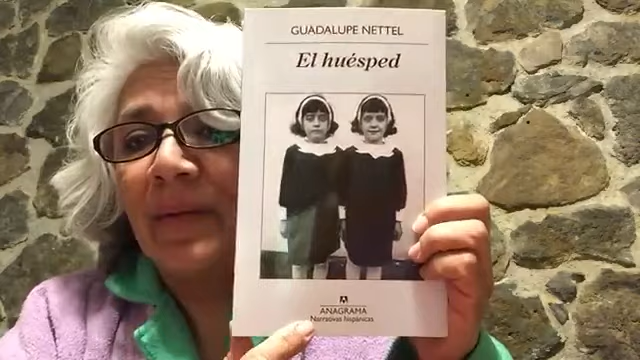 GUADALUPE NETTEL
El huésped
ANAGRAMA
Narrativas hispánicas